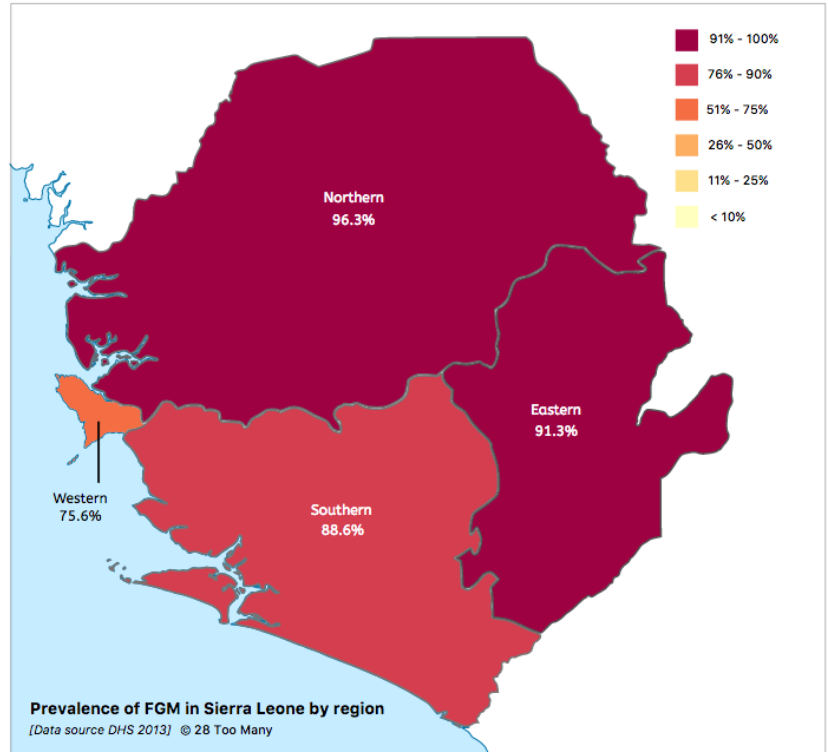 91% - 100%
76% - 90%
51% - 75%
26% - 50%
11% - 25%
< 10%
Northern
96.3%
Eastern
91.3%
Southern
88.6%
Western
75.6%
Prevalence of FGM in Sierra Leone by region
[Data source DHS 2013] © 28 Too Many